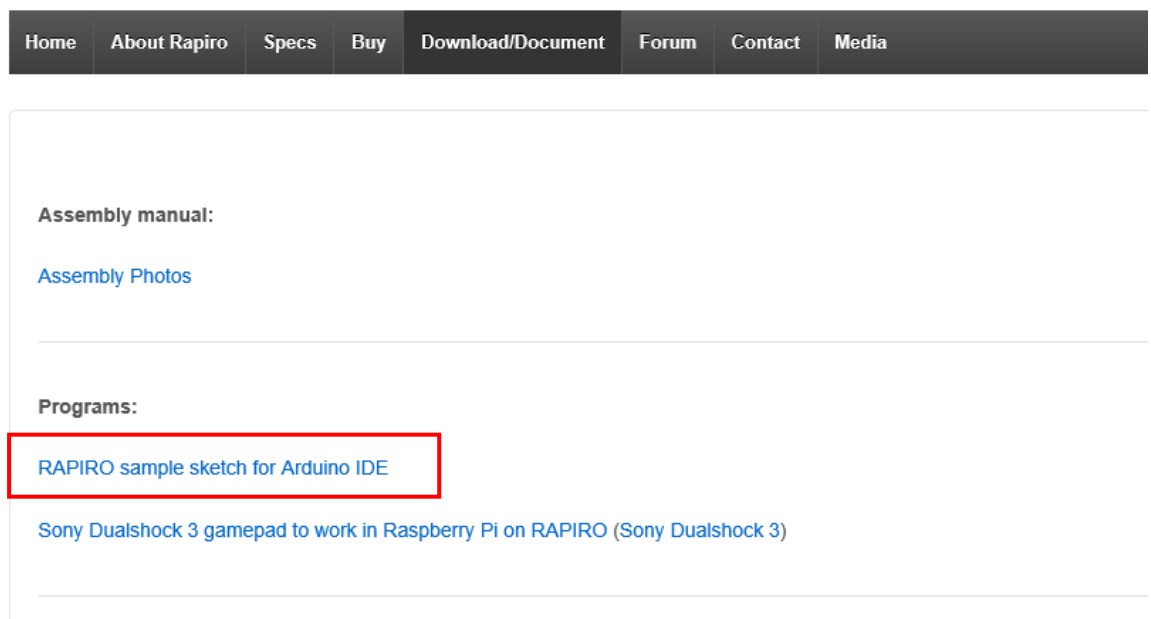 Home About Rapiro Specs Buy Download/Document Forum Contact Media
Assembly manual:
Assembly Photos
Programs:
RAPIRO sample sketch for Arduino IDE
Sony Dualshock 3 gamepad to work in Raspberry Pi on RAPIRO (Sony Dualshock 3)